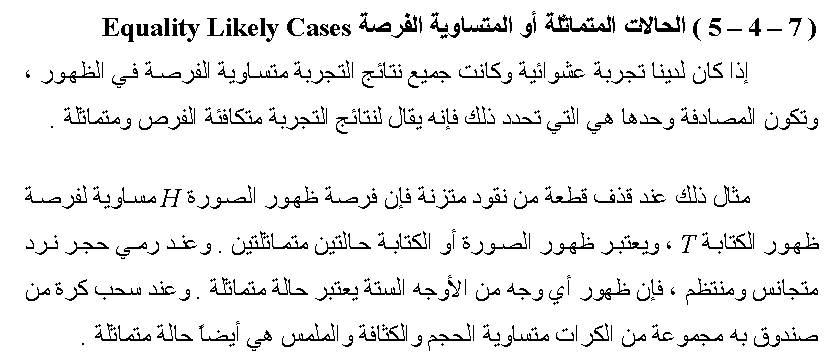 ( 7 – 4 – 5 ) الحالات المتماثلة أو المتساوية الفرصة Equality Likely Cases
إذا كان لدينا تجربة عشوائية وكانت جميع نتائج التجربة متساوية الفرصة في الظهور ،
وتكون المصادفة وحدها هي التي تحدد ذلك فإنه يقال لنتائج التجربة متكافئة الفرص ومتماثلة .
مثال ذلك عند قذف قطعة من نقود متزنة فإن فرصة ظهور الصورة H مساوية لفرصة
ظهور الكتابة T ، ويعتبر ظهور الصورة أو الكتابة حالتين متماثلتين . وعند رمي حجر نرد
متجانس ومنتظم ، فإن ظهور أي وجه من الأوجه الستة يعتبر حالة متماثلة . وعند سحب كرة من
صندوق به مجموعة من الكرات متساوية الحجم والكثافة والملمس هي أيضاً حالة متماثلة .